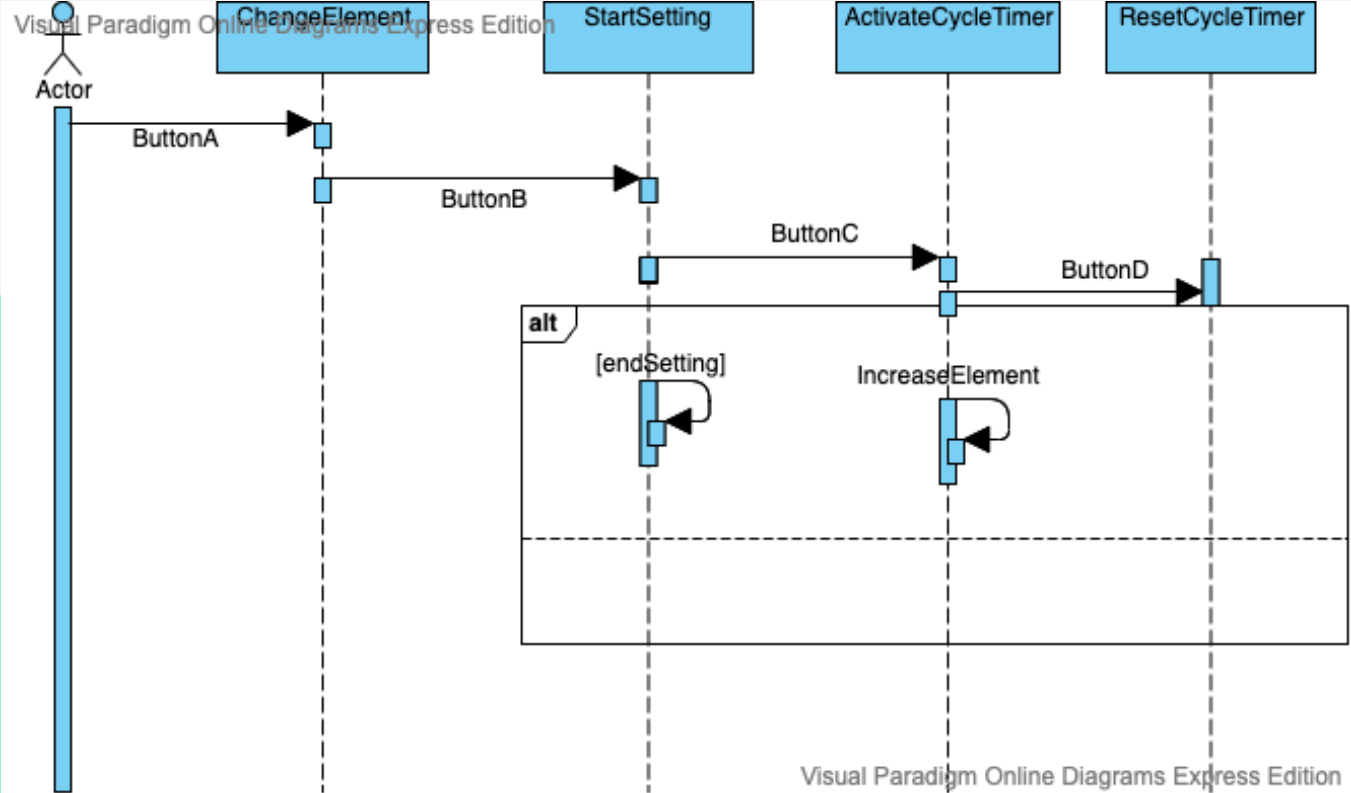 Visual Paradigm Online Diagrams Express Edition
ChangeElement
StartSetting
ActivateCycleTimer
ResetCycleTimer
Actor
ButtonA
ButtonB
ButtonC
ButtonD
alt
[endSetting]
IncreaseElement
Visual Paradigm Online Diagrams Express Edition